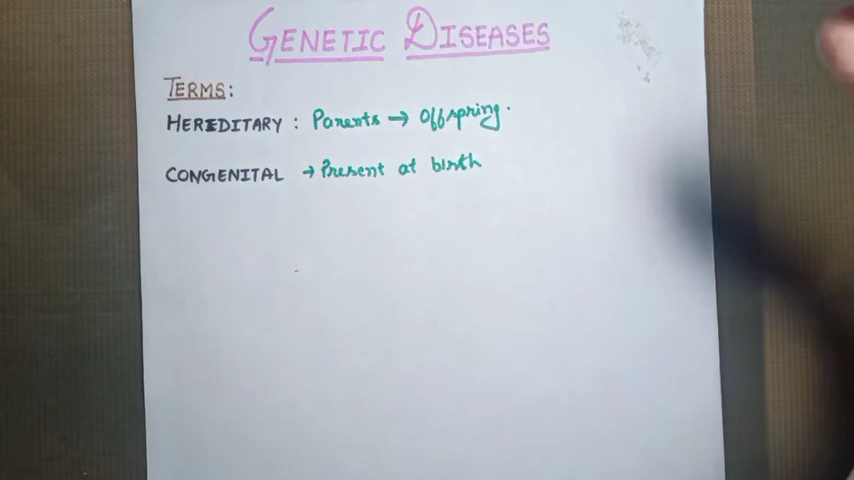 GENETIC DISEASES
TERMS:
HEREDITARY : Parents → Offspring.
CONGENITAL → Present at birth